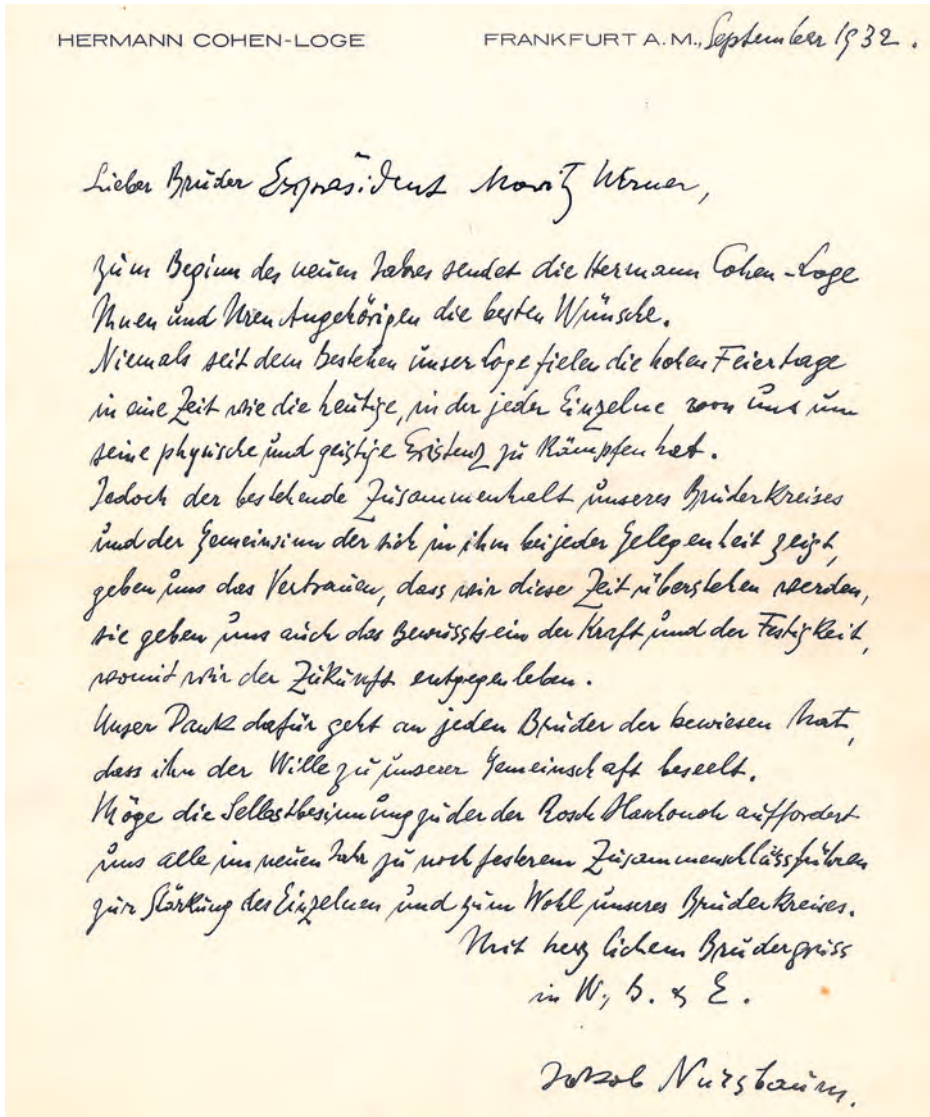 HERMANN COHEN-LOGE FRANKFURT A.M., September 1932.
Lieber Bruder Expräsident Moritz Werner,
zum Beginn des neuen Jahres sendet die Hermann Cohen-Loge
Ihnen und Ihren Angehörigen die besten Wünsche.
Niemals seit dem Bestehen unser Loge fielen die hohen Feiertage
in eine Zeit wie die heutige, in der jeder Einzelne von uns um
seine physische und geistige Existenz zu kämpfen hat.
Jedoch der bestehende Zusammenhalt unseres Bruderkreises
und der Gemeinsinn der sich in ihm bei jeder Gelegenheit zeigt,
geben uns das Vertrauen, dass wir diese Zeit überstehen werden,
sie geben uns auch das Bewusstsein der Kraft und der Festigkeit,
womit wir der Zukunft entgegenleben.
Unser Dank dafür geht an jeden Bruder der bewiesen hat,
dass ihn der Wille zu unserer Gemeinschaft beseelt.
Möge die Selbstbesinnung zu der der Rosch Haschonoh auffordert
uns alle im neuen Jahr zu noch festerem Zusammenschluss führen
zur Stärkung des Einzelnen und zum Wohl unseres Bruderkreises.
Mit herzlichem Brudergruss
in W., B. & E.
Jakob Nussbaum.